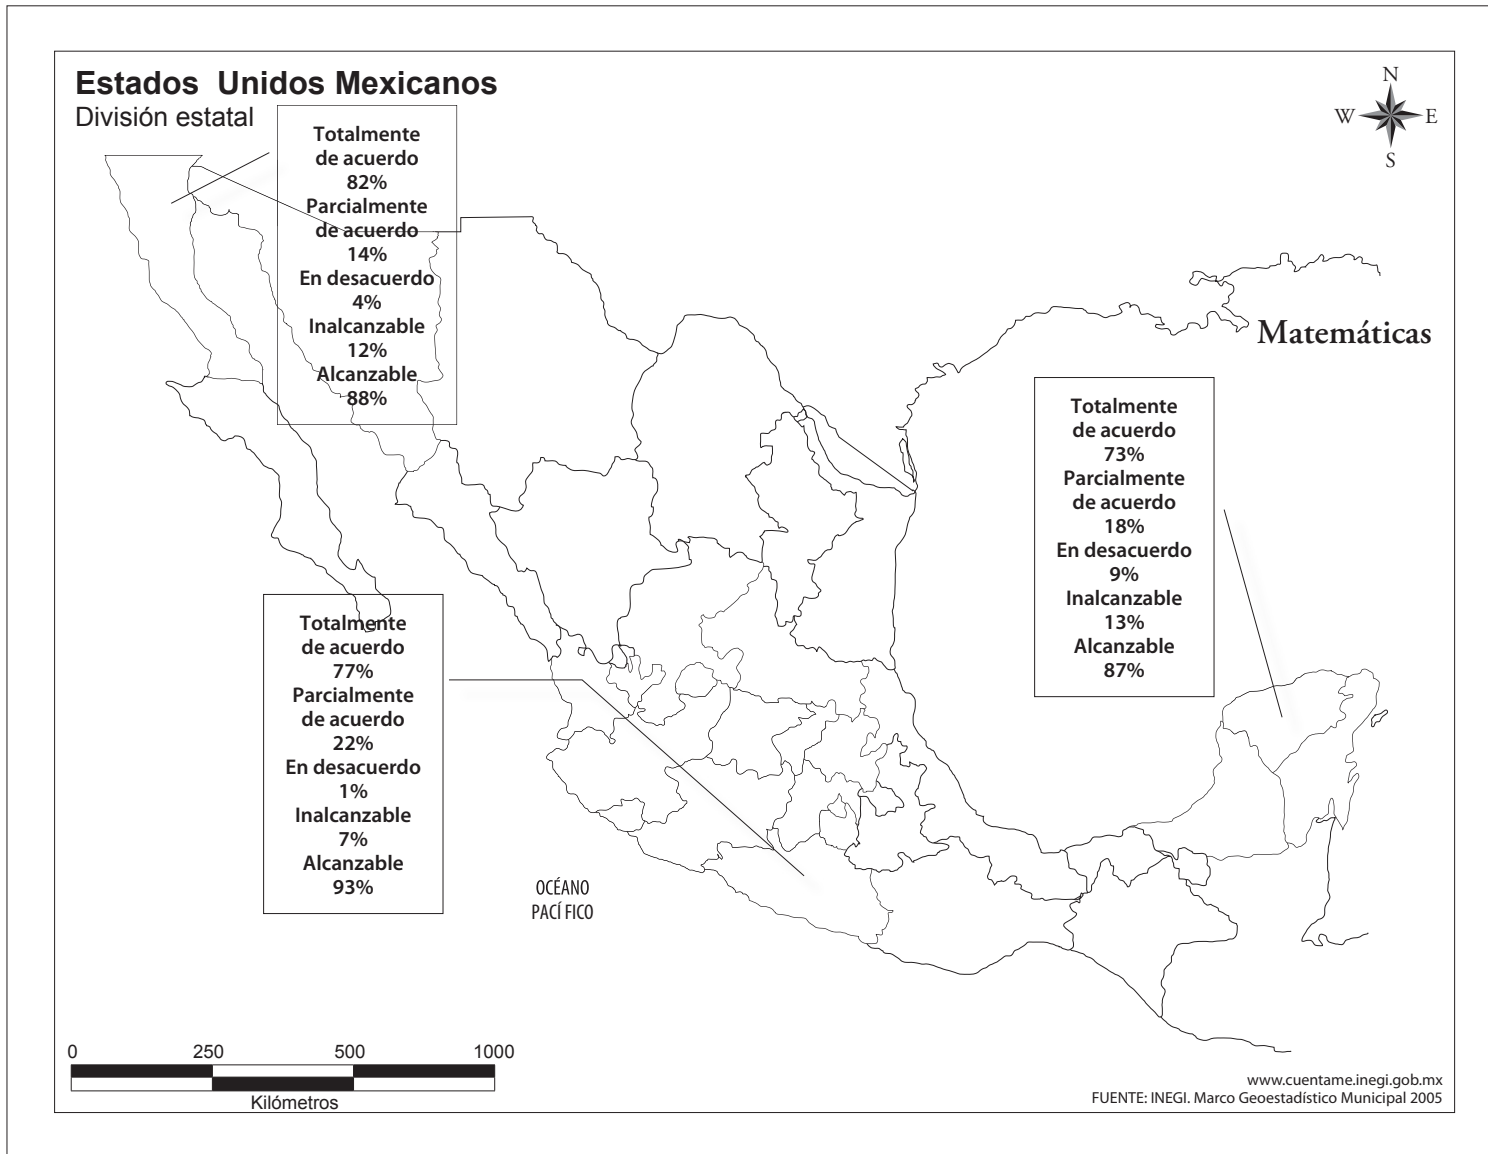 Estados Unidos Mexicanos
División estatal
N
W
E
S
Totalmente
de acuerdo
82%
Parcialmente
de acuerdo
14%
En desacuerdo
4%
Inalcanzable
12%
Alcanzable
88%
Matemáticas
Totalmente
de acuerdo
73%
Parcialmente
de acuerdo
18%
En desacuerdo
9%
Inalcanzable
13%
Alcanzable
87%
Totalmente
de acuerdo
77%
Parcialmente
de acuerdo
22%
En desacuerdo
1%
Inalcanzable
7%
Alcanzable
93%
OCÉANO
PACÍ FICO
0 250 500 1000
Kilómetros
www.cuentame.inegi.gob.mx
FUENTE: INEGI. Marco Geoestadístico Municipal 2005